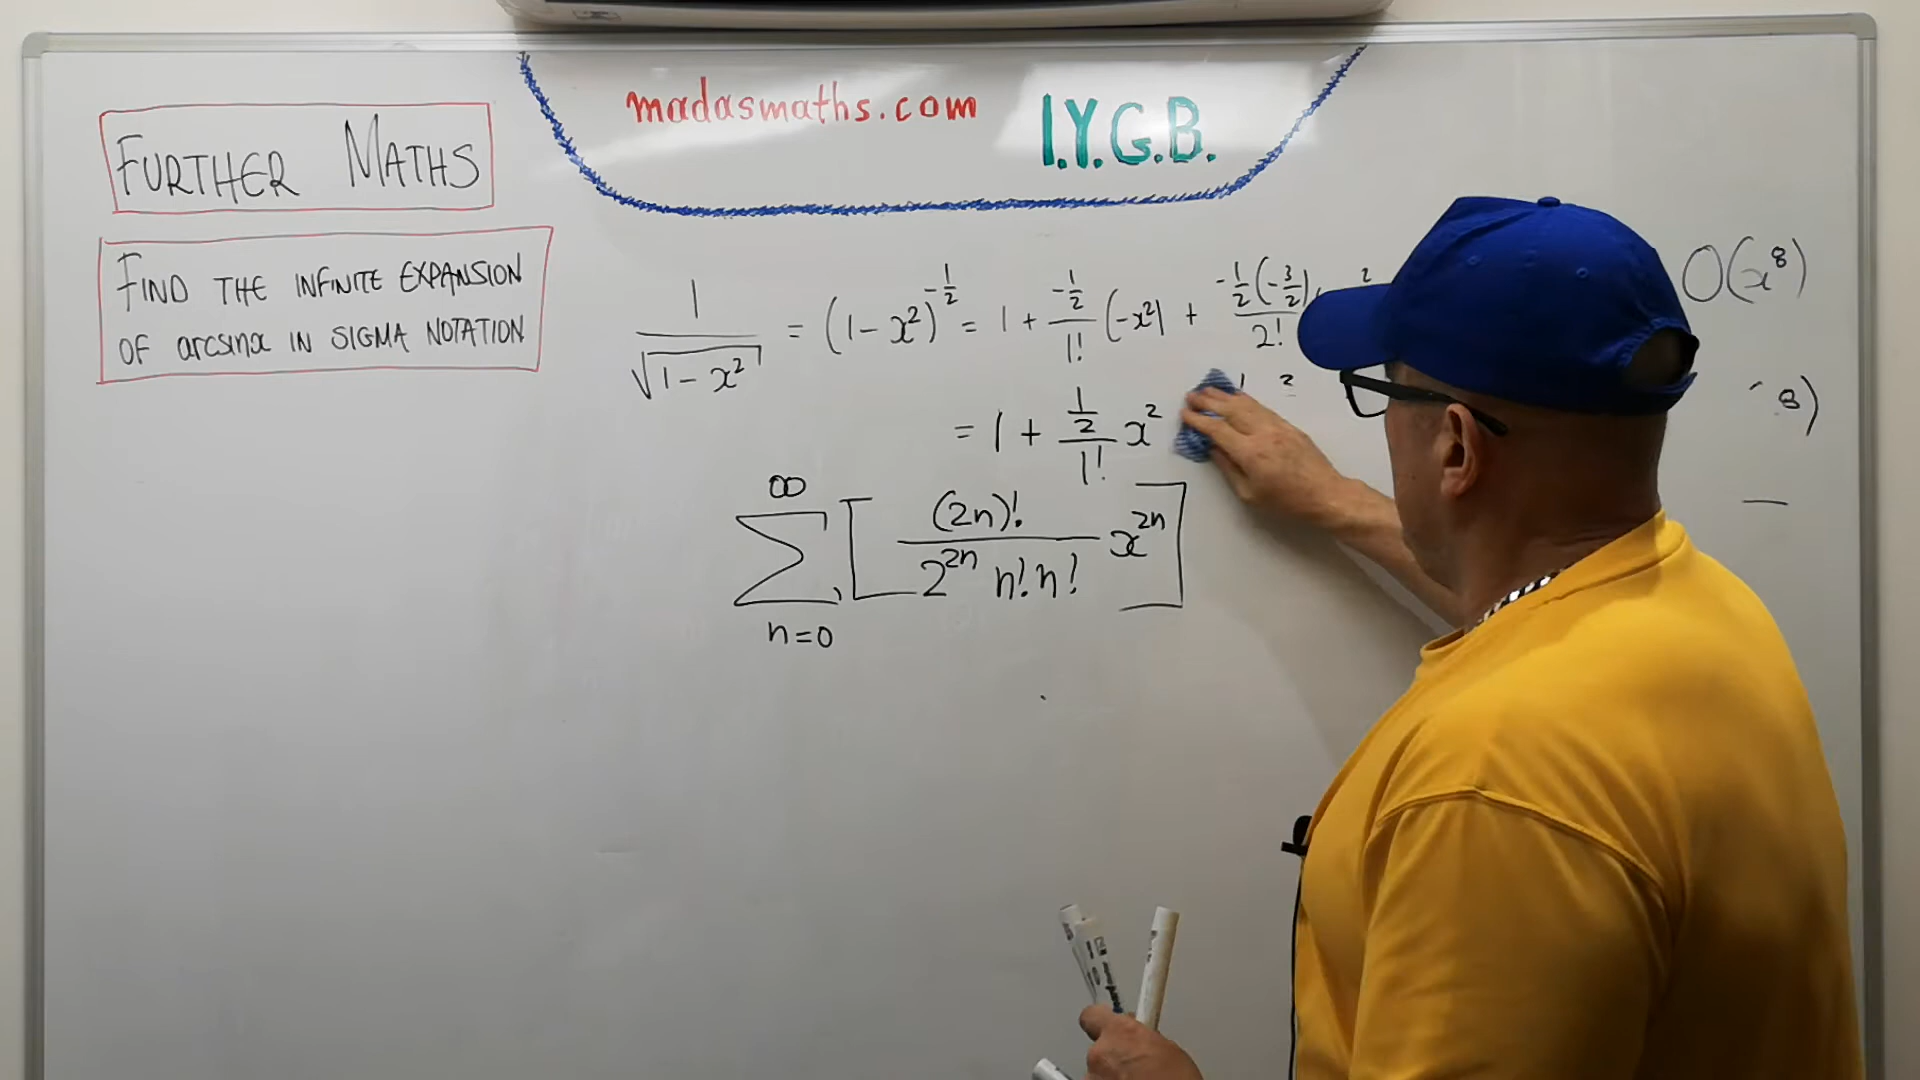 madasmaths.com I.Y.G.B.
FURTHER MATHS
FIND THE INFINITE EXPANSION
OF arcsinx IN SIGMA NOTATION
1/√(1-x²) = (1-x²)^(-1/2) = 1 + (-1/2)/1! (-x²) + (-1/2(-3/2))/2! O(x⁸)
= 1 + (1/2)/1! x² 8)
∞
Σ [ (2n)! / (2^(2n) n! n!) x^(2n) ]
n=0